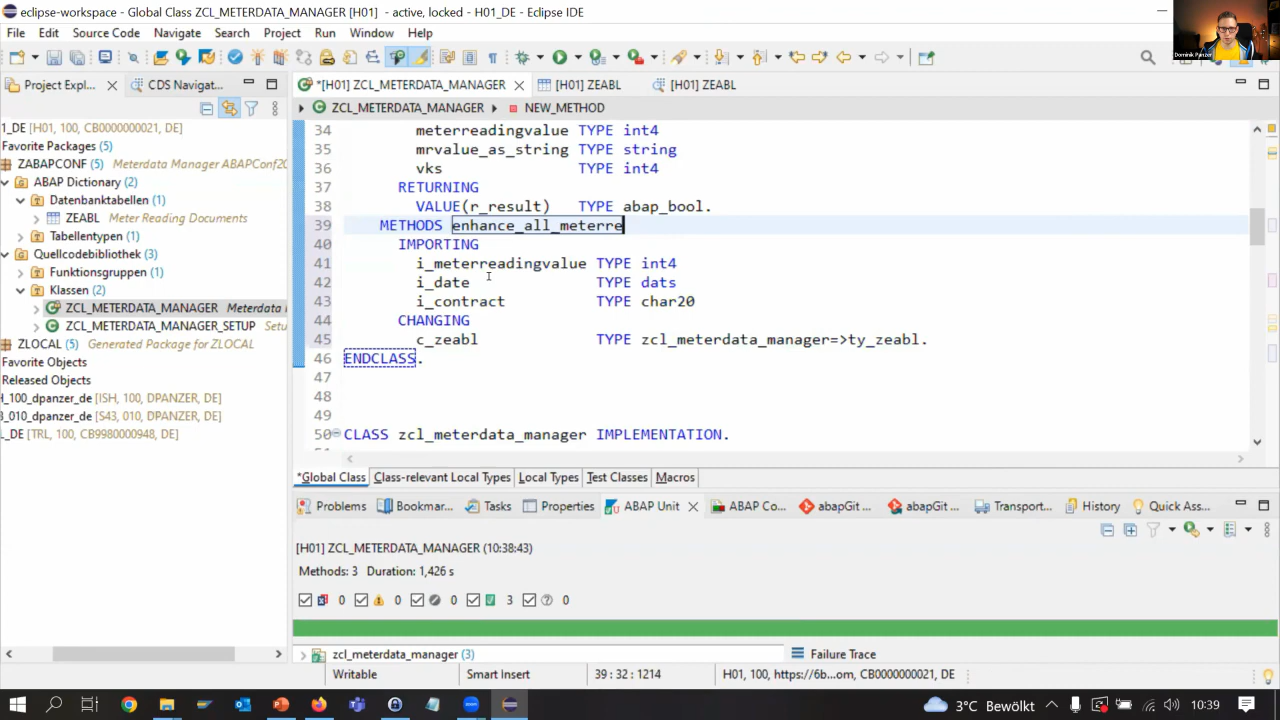 eclipse-workspace - Global Class ZCL_METERDATA_MANAGER [H01] - active, locked - H01_DE - Eclipse IDE
Dominik Panzer
File Edit Source Code Navigate Search Project Run Window Help
Project Expl... CDS Navigat...
*[H01] ZCL_METERDATA_MANAGER [H01] ZEABL [H01] ZEABL
ZCL_METERDATA_MANAGER NEW_METHOD
1_DE [H01, 100, CB0000000021, DE]
Favorite Packages (5)
ZABAPCONF (5) Meterdata Manager ABAPConf20
ABAP Dictionary (2)
Datenbanktabellen (1)
ZEABL Meter Reading Documents
Tabellentypen (1)
Quellcodebibliothek (3)
Funktionsgruppen (1)
Klassen (2)
ZCL_METERDATA_MANAGER Meterdata
ZCL_METERDATA_MANAGER_SETUP Setu
ZLOCAL (5) Generated Package for ZLOCAL
Favorite Objects
Released Objects
H_100_dpanzer_de [ISH, 100, DPANZER, DE]
3_010_dpanzer_de [S43, 010, DPANZER, DE]
L_DE [TRL, 100, CB9980000948, DE]
34 meterreadingvalue TYPE int4
35 mrvalue_as_string TYPE string
36 vks TYPE int4
37 RETURNING
38 VALUE(r_result) TYPE abap_bool.
39 METHODS enhance_all_meterre
40 IMPORTING
41 i_meterreadingvalue TYPE int4
42 i_date TYPE dats
43 i_contract TYPE char20
44 CHANGING
45 c_zeabl TYPE zcl_meterdata_manager=>ty_zeabl.
46 ENDCLASS.
47
48
49
50 CLASS zcl_meterdata_manager IMPLEMENTATION.
*Global Class Class-relevant Local Types Local Types Test Classes Macros
Problems Bookmar... Tasks Properties ABAP Unit ABAP Co... abapGit ... abapGit ... Transport... History Quick Ass...
[H01] ZCL_METERDATA_MANAGER (10:38:43)
Methods: 3 Duration: 1,426 s
0 0 0 3 0
zcl_meterdata_manager (3) Failure Trace
Writable Smart Insert 39 : 32 : 1214 H01, 100, https://6b...om, CB0000000021, DE
3°C Bewölkt 10:39